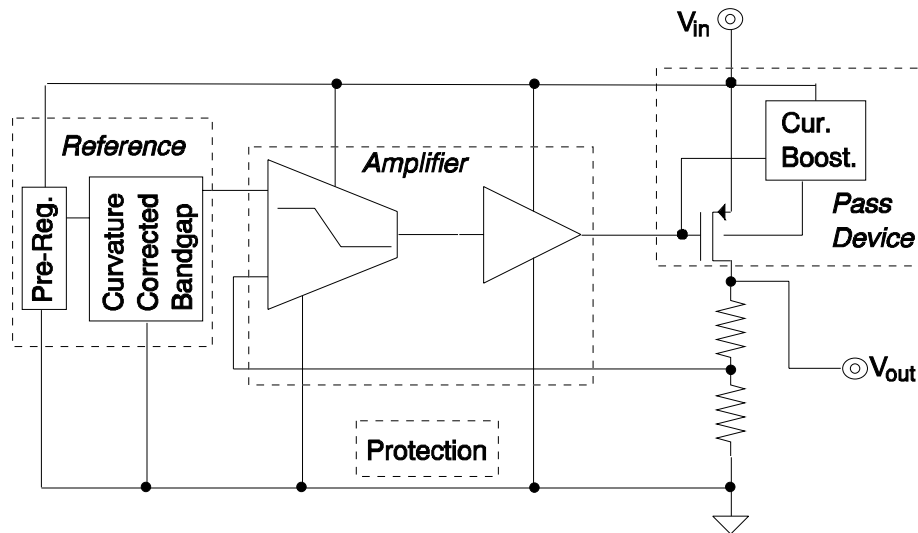 Vin
Reference
Amplifier
Cur.
Boost.
Pass
Device
Pre-Reg.
Curvature
Corrected
Bandgap
Vout
Protection